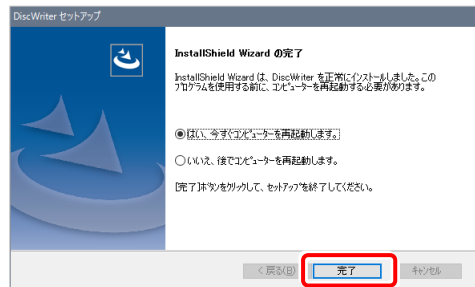 DiscWriter セットアップ
InstallShield Wizard の完了
InstallShield Wizard は、DiscWriter を正常にインストールしました。この
プログラムを使用する前に、コンピューターを再起動する必要があります。
はい、今すぐコンピューターを再起動します。
いいえ、後でコンピューターを再起動します。
[完了]ボタンをクリックして、セットアップを終了してください。
< 戻る(B)
完了
キャンセル